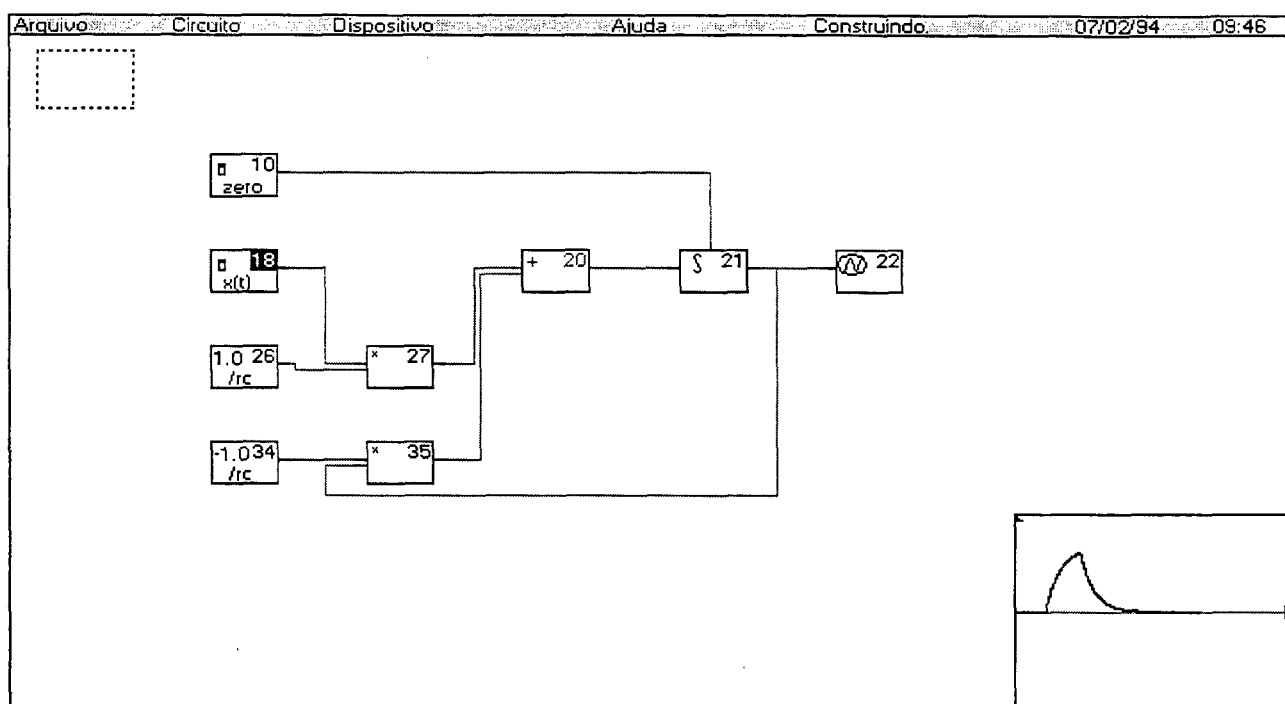 Arquivo Circuito Dispositivo Ajuda Construindo. 07/02/94 09:46
10
zero
18
x(t)
+ 20
∫ 21
22
1.0 26
/rc
× 27
-1.0 34
/rc
× 35